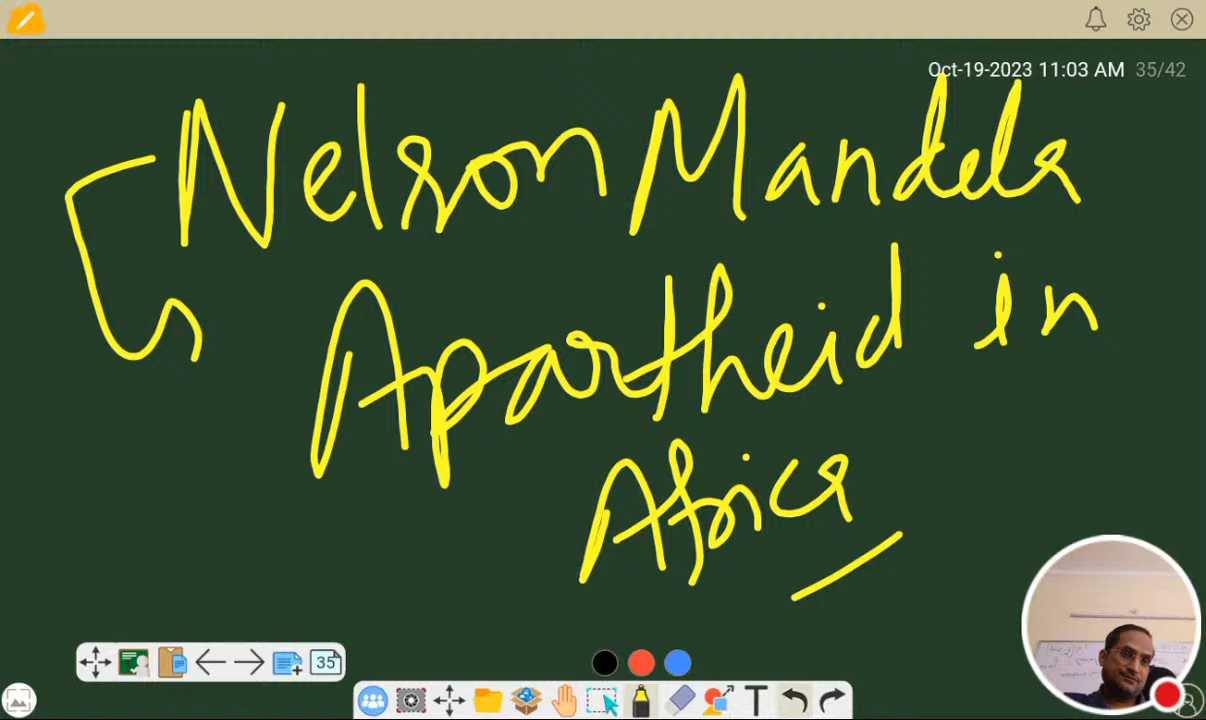 Oct-19-2023 11:03 AM 35/42
Nelson Mandela
Apartheid in
Africa
35
T